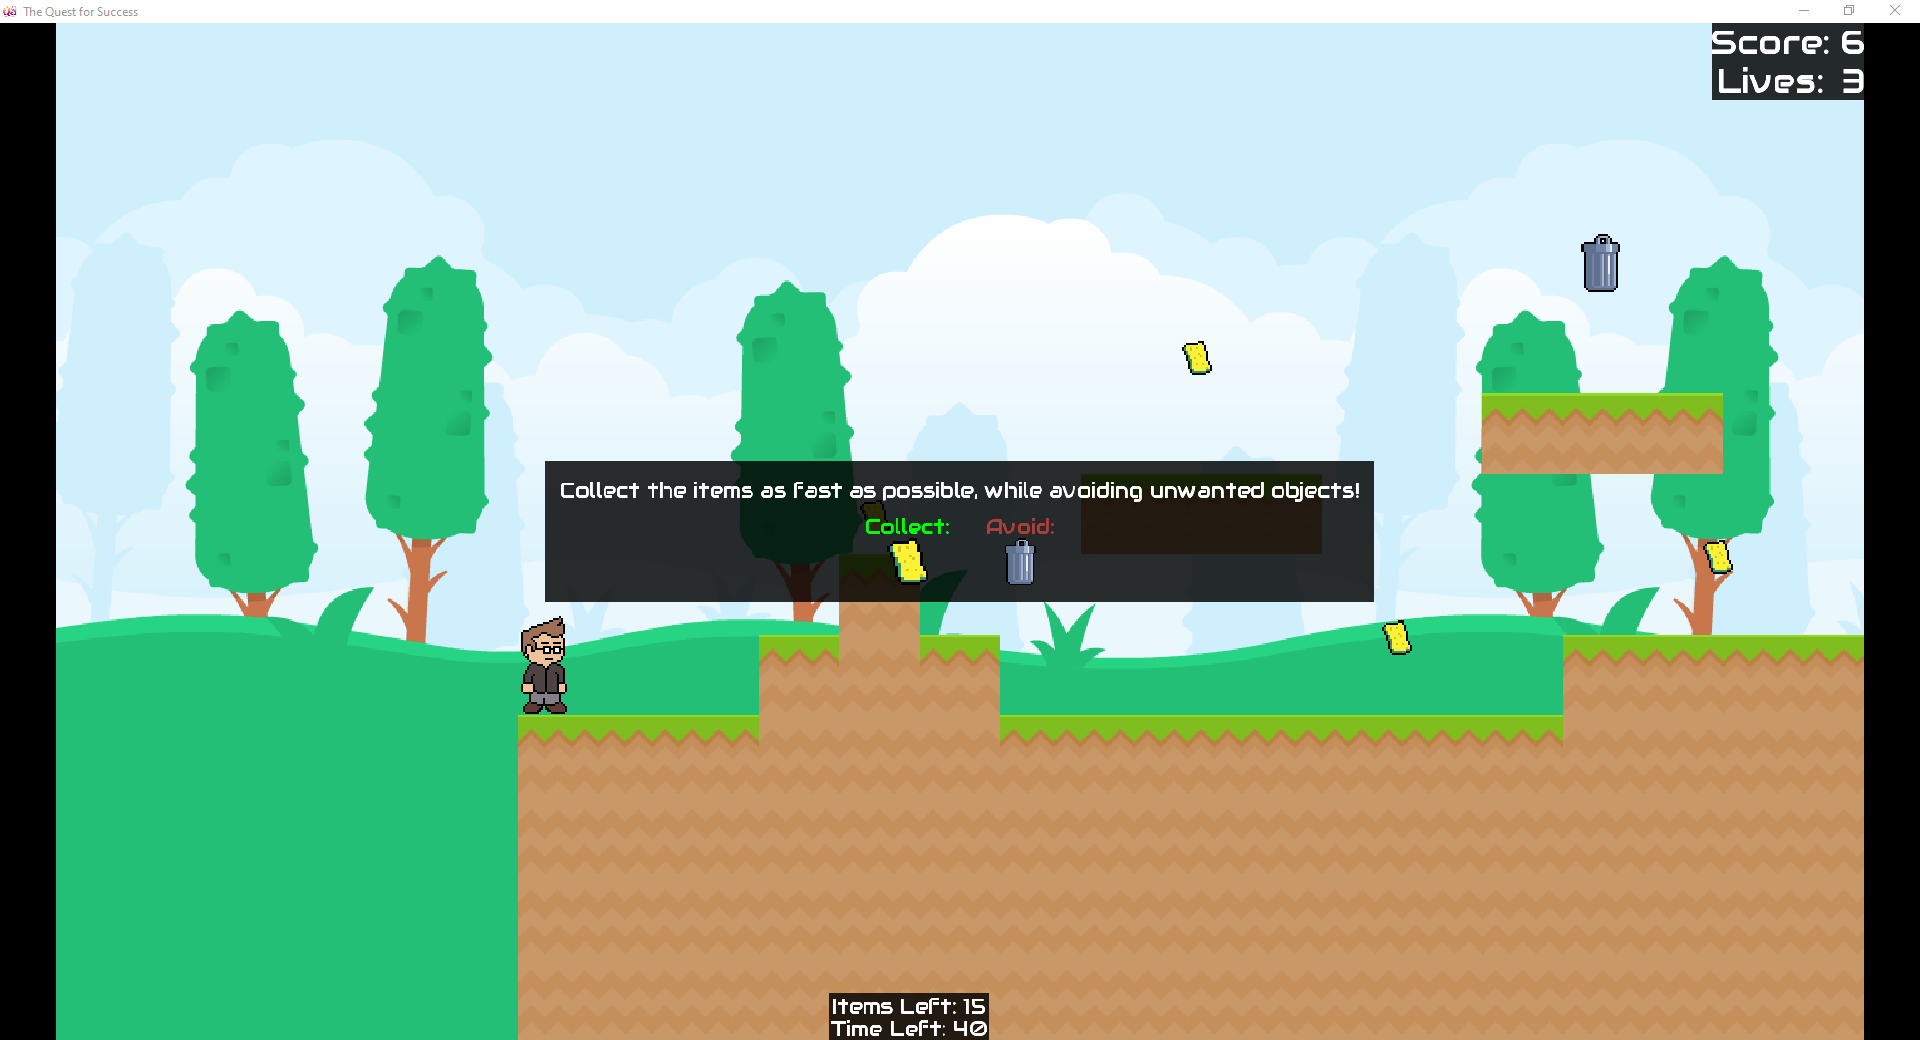 The Quest for Success
Score: 6
Lives: 3
Collect the items as fast as possible, while avoiding unwanted objects!
Collect: Avoid:
Items Left: 15
Time Left: 40